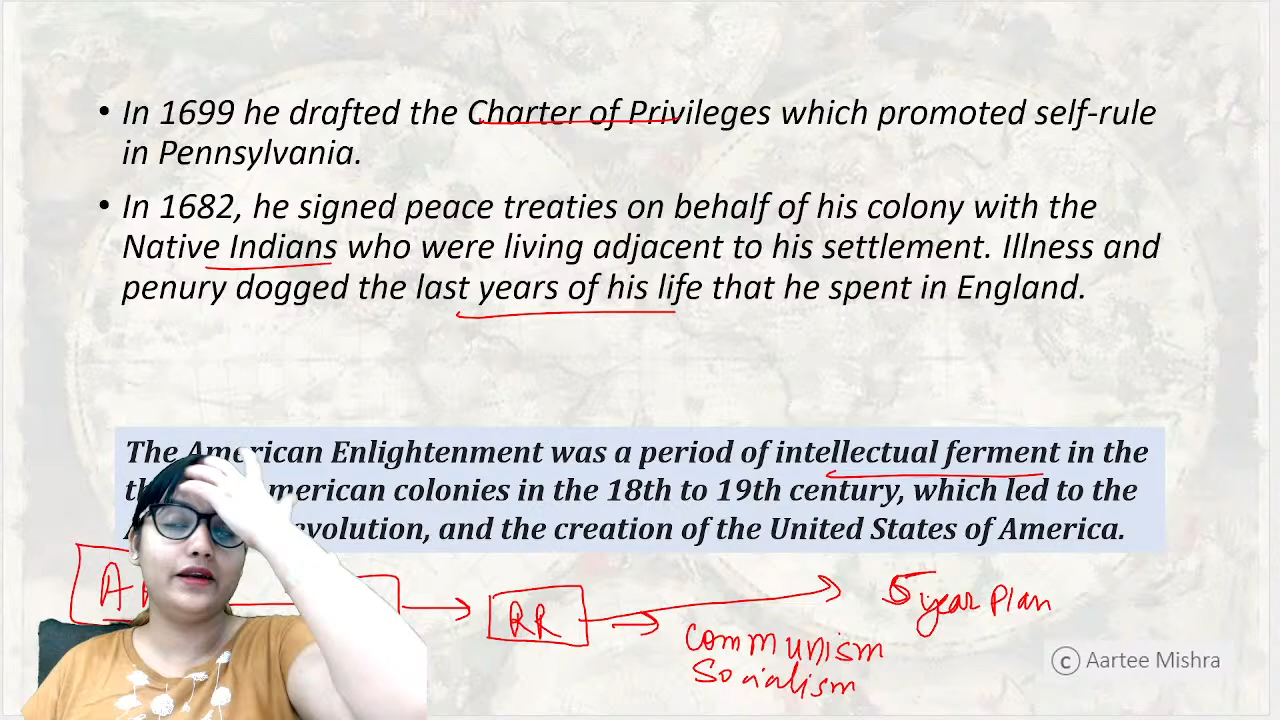 • In 1699 he drafted the Charter of Privileges which promoted self-rule
in Pennsylvania.
• In 1682, he signed peace treaties on behalf of his colony with the
Native Indians who were living adjacent to his settlement. Illness and
penury dogged the last years of his life that he spent in England.
The American Enlightenment was a period of intellectual ferment in the
American colonies in the 18th to 19th century, which led to the
evolution, and the creation of the United States of America.
A
RR
5 year plan
communism
Socialism
c Aartee Mishra